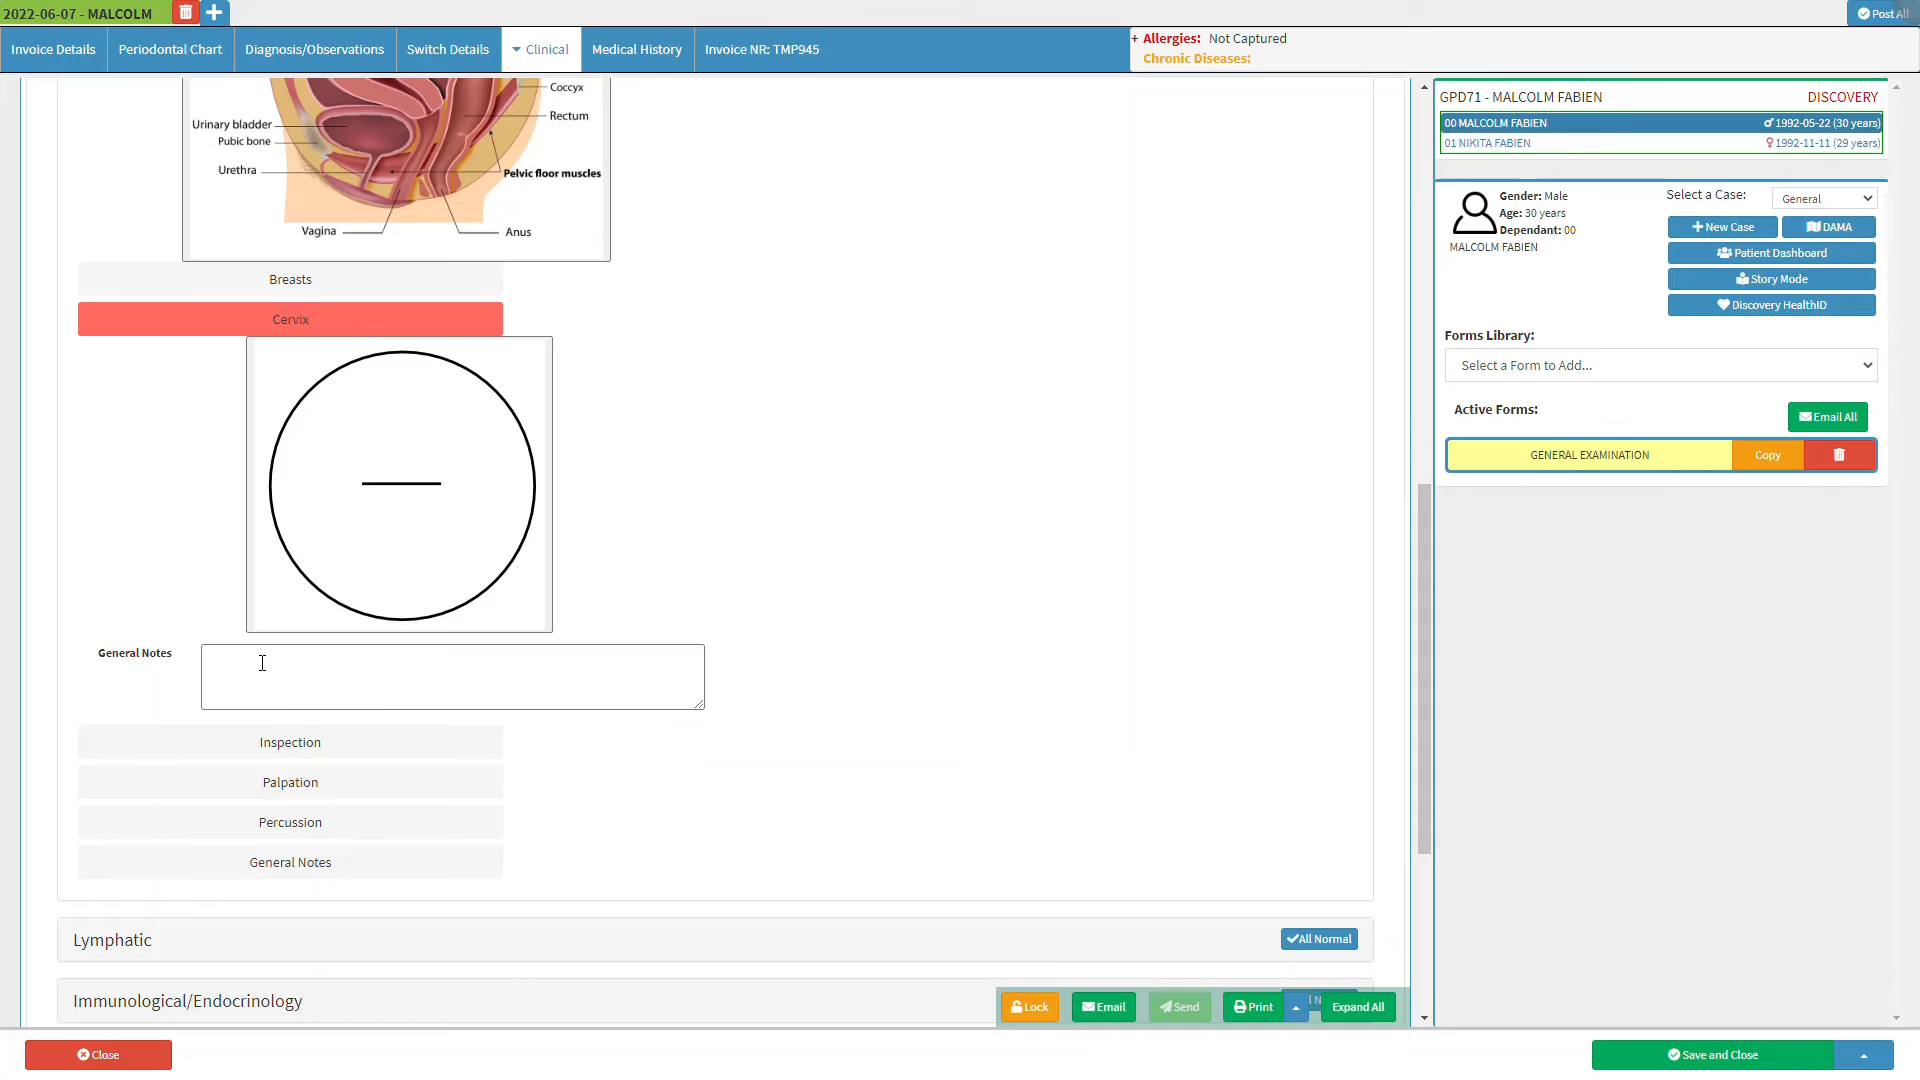 2022-06-07 - MALCOLM
Post All
Invoice Details
Periodontal Chart
Diagnosis/Observations
Switch Details
Clinical
Medical History
Invoice NR: TMP945
+ Allergies: Not Captured
Chronic Diseases:
Coccyx
Rectum
Urinary bladder
Pubic bone
Urethra
Pelvic floor muscles
Vagina
Anus
Breasts
Cervix
General Notes
Inspection
Palpation
Percussion
General Notes
Lymphatic
All Normal
Immunological/Endocrinology
Lock
Email
Send
Print
Expand All
Close
Save and Close
GPD71 - MALCOLM FABIEN
DISCOVERY
00 MALCOLM FABIEN
1992-05-22 (30 years)
01 NIKITA FABIEN
1992-11-11 (29 years)
Gender: Male
Age: 30 years
Dependant: 00
MALCOLM FABIEN
Select a Case:
General
New Case
DAMA
Patient Dashboard
Story Mode
Discovery HealthID
Forms Library:
Select a Form to Add...
Active Forms:
Email All
GENERAL EXAMINATION
Copy